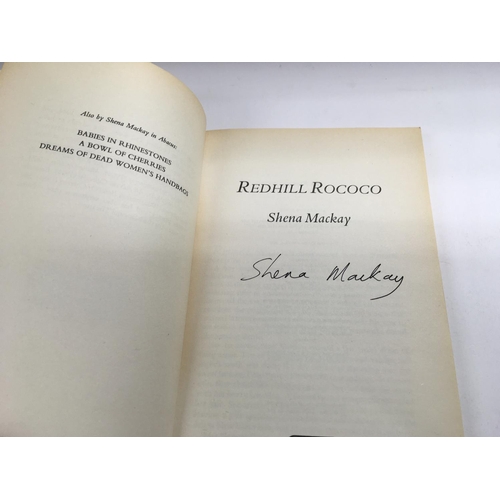 Also by Shena Mackay in Abacus:
BABIES IN RHINESTONES
A BOWL OF CHERRIES
DREAMS OF DEAD WOMEN'S HANDBAGS
REDHILL ROCOCO
Shena Mackay
Shena Mackay